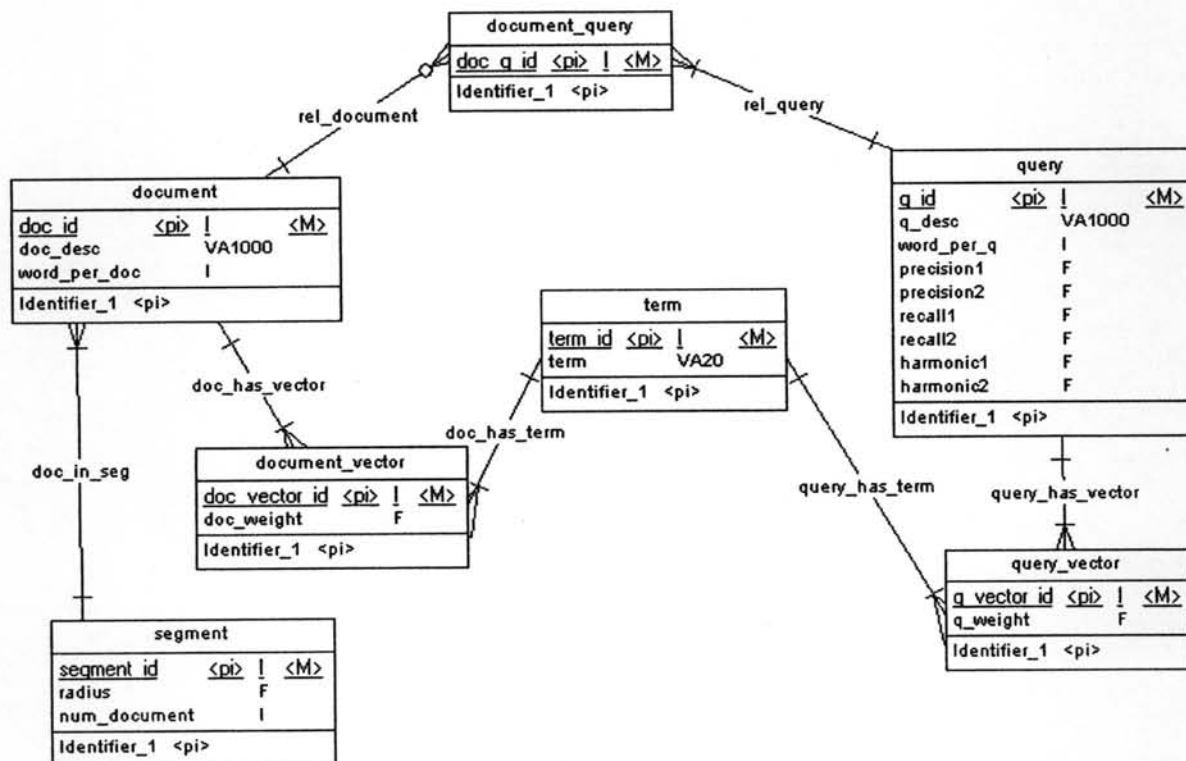 document_query
doc_q_id <pi> I <M>
Identifier_1 <pi>
rel_document
rel_query
document
doc_id <pi> I <M>
doc_desc VA1000
word_per_doc I
Identifier_1 <pi>
query
q_id <pi> I <M>
q_desc VA1000
word_per_q I
precision1 F
precision2 F
recall1 F
recall2 F
harmonic1 F
harmonic2 F
Identifier_1 <pi>
term
term_id <pi> I <M>
term VA20
Identifier_1 <pi>
doc_has_vector
doc_has_term
doc_in_seg
query_has_term
query_has_vector
document_vector
doc_vector_id <pi> I <M>
doc_weight F
Identifier_1 <pi>
query_vector
q_vector_id <pi> I <M>
q_weight F
Identifier_1 <pi>
segment
segment_id <pi> I <M>
radius F
num_document I
Identifier_1 <pi>